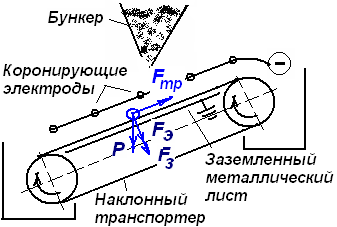 Бункер
Коронирующие
электроды
Fтр
−
P
Fэ
Fз
Заземленный
металлический
лист
Наклонный
транспортер